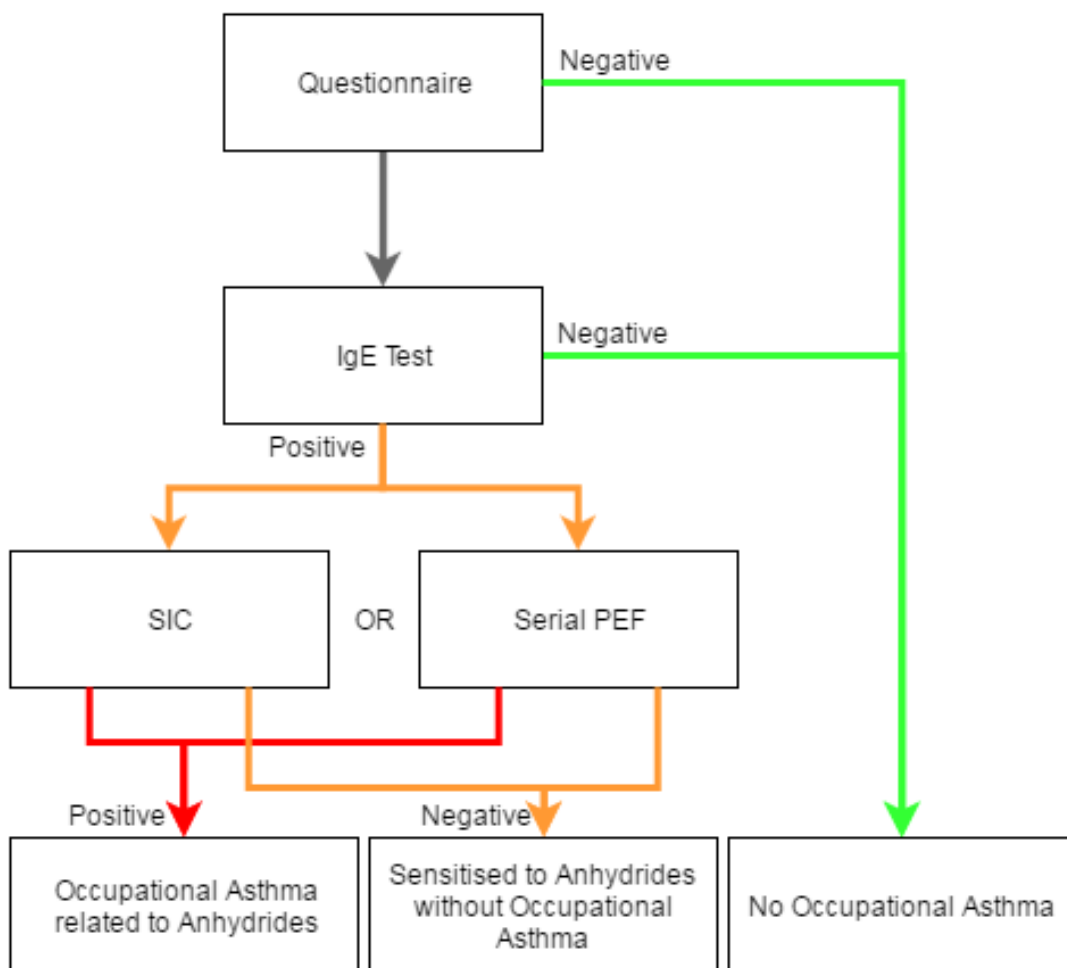 Questionnaire
Negative
IgE Test
Negative
Positive
SIC
OR
Serial PEF
Positive
Negative
Occupational Asthma
related to Anhydrides
Sensitised to Anhydrides
without Occupational
Asthma
No Occupational Asthma